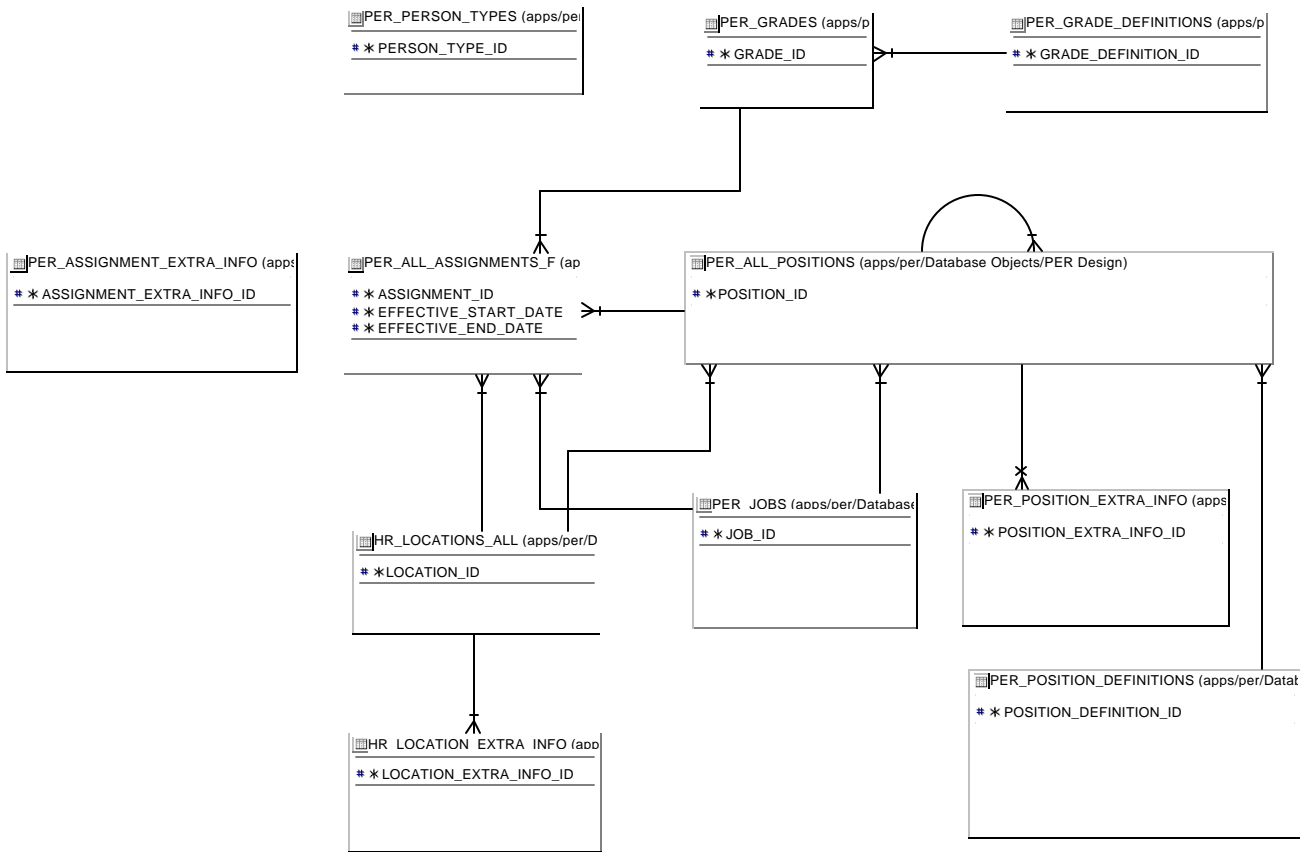 PER_PERSON_TYPES (apps/per
# * PERSON_TYPE_ID
PER_GRADES (apps/p
# * GRADE_ID
PER_GRADE_DEFINITIONS (apps/p
# * GRADE_DEFINITION_ID
PER_ASSIGNMENT_EXTRA_INFO (apps
# * ASSIGNMENT_EXTRA_INFO_ID
PER_ALL_ASSIGNMENTS_F (ap
# * ASSIGNMENT_ID
# * EFFECTIVE_START_DATE
# * EFFECTIVE_END_DATE
PER_ALL_POSITIONS (apps/per/Database Objects/PER Design)
# *POSITION_ID
HR_LOCATIONS_ALL (apps/per/D
# *LOCATION_ID
PER_JOBS (apps/per/Database
# * JOB_ID
PER_POSITION_EXTRA_INFO (apps
# * POSITION_EXTRA_INFO_ID
PER_POSITION_DEFINITIONS (apps/per/Datab
# * POSITION_DEFINITION_ID
HR_LOCATION_EXTRA_INFO (app
# * LOCATION_EXTRA_INFO_ID